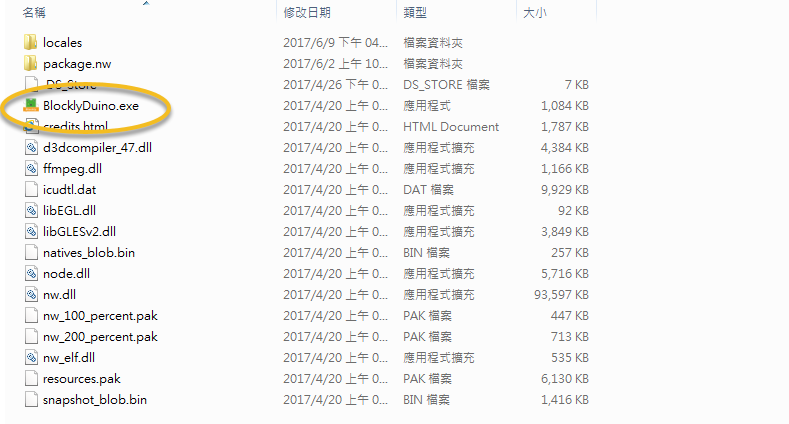 名稱 修改日期 類型 大小
locales 2017/6/9 下午 04... 檔案資料夾
package.nw 2017/6/2 上午 10... 檔案資料夾
.DS_Store 2017/4/26 下午 0... DS_STORE 檔案 7 KB
BlocklyDuino.exe 2017/4/20 上午 0... 應用程式 1,084 KB
credits.html 2017/4/20 上午 0... HTML Document 1,787 KB
d3dcompiler_47.dll 2017/4/20 上午 0... 應用程式擴充 4,384 KB
ffmpeg.dll 2017/4/20 上午 0... 應用程式擴充 1,166 KB
icudtl.dat 2017/4/20 上午 0... DAT 檔案 9,929 KB
libEGL.dll 2017/4/20 上午 0... 應用程式擴充 92 KB
libGLESv2.dll 2017/4/20 上午 0... 應用程式擴充 3,849 KB
natives_blob.bin 2017/4/20 上午 0... BIN 檔案 257 KB
node.dll 2017/4/20 上午 0... 應用程式擴充 5,716 KB
nw.dll 2017/4/20 上午 0... 應用程式擴充 93,597 KB
nw_100_percent.pak 2017/4/20 上午 0... PAK 檔案 447 KB
nw_200_percent.pak 2017/4/20 上午 0... PAK 檔案 713 KB
nw_elf.dll 2017/4/20 上午 0... 應用程式擴充 535 KB
resources.pak 2017/4/20 上午 0... PAK 檔案 6,130 KB
snapshot_blob.bin 2017/4/20 上午 0... BIN 檔案 1,416 KB